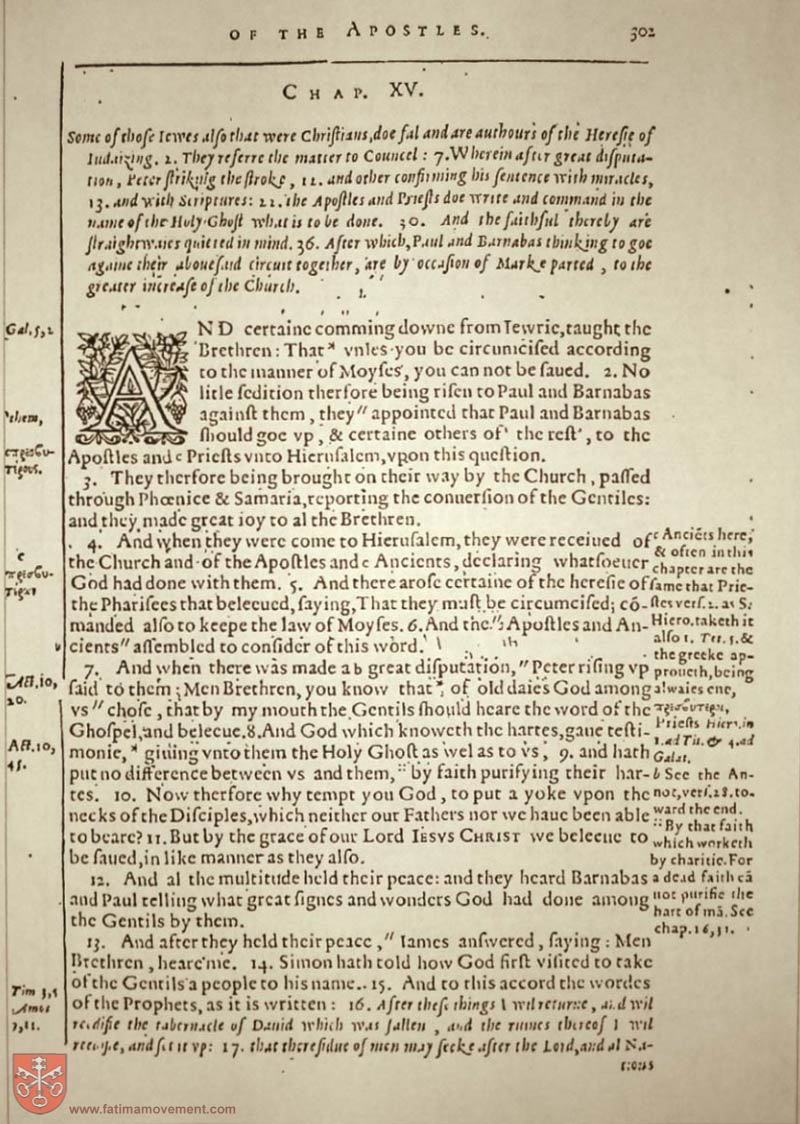 OF THE APOSTLES.
302
CHAP. XV.
Some of thoſe Iewes alſo that were Chriſtians, doe fal and are authours of the Hereſie of
Iudaizing. 2. They referre the matter to Councel: 7. Wherein after great diſputa-
tion, Peter ſtriking the ſtroke, 12. and other confirming his ſentence with miracles,
13. and with Scriptures: 22. the Apoſtles and Prieſts doe write and command in the
name of the Holy-Ghoſt what is to be done. 30. And the faithful thereby are
ſtraightwaies quietted in mind. 36. After which, Paul and Barnabas thinking to goe
againe their aboueſaid circuit together, are by occaſion of Marke parted, to the
greater increaſe of the Church.
AND certaine comming downe from Iewrie, taught the
Brethren: That* vnles you be circumciſed according
to the manner of Moyſes, you can not be ſaued. 2. No
litle ſedition therfore being riſen to Paul and Barnabas
againſt them, they" appointed that Paul and Barnabas
ſhould goe vp, & certaine others of' the reſt', to the
Apoſtles and c Prieſts vnto Hieruſalem, vpon this queſtion.
3. They therfore being brought on their way by the Church, paſſed
through Phœnice & Samaria, reporting the conuerſion of the Gentiles:
and they made great ioy to al the Brethren.
4. And when they were come to Hieruſalem, they were receiued of
the Church and of the Apoſtles and c Ancients, declaring whatſoeuer
God had done with them. 5. And there aroſe certaine of the hereſie of
the Phariſees that beleeued, ſaying, That they muſt be circumciſed; cō-
manded alſo to keepe the law of Moyſes. 6. And the" Apoſtles and An-
cients" aſſembled to conſider of this word.
7. And when there was made a b great diſputation," Peter riſing vp
ſaid to them; Men Brethren, you know that* of old daies God among
vs" choſe, that by my mouth the Gentils ſhould heare the word of the
Ghoſpel, and beleeue. 8. And God which knoweth the hartes, gaue teſti-
monie,* giuing vnto them the Holy Ghoſt as wel as to vs, 9. and hath
put no difference between vs and them, :: by faith purifying their har-
tes. 10. Now therfore why tempt you God, to put a yoke vpon the
necks of the Diſciples, which neither our Fathers nor we haue been able
to beare? 11. But by the grace of our Lord IESVS CHRIST we beleeue to
be ſaued, in like manner as they alſo.
12. And al the multitude held their peace: and they heard Barnabas
and Paul telling what great ſignes and wonders God had done among
the Gentils by them.
13. And after they held their peace," Iames anſwered, ſaying: Men
Brethren, heare me. 14. Simon hath told how God firſt viſited to take
of the Gentils a people to his name. 15. And to this accord the wordes
of the Prophets, as it is written: 16. After theſe things I wil returne, and wil
reedifie the tabernacle of Dauid which was fallen, and the ruines thereof I wil
reedifie, and ſet it vp: 17. that the reſidue of men may ſeeke after the Lord, and al Na-
tions
Gal. 5, 2
'them,
πρεσβυ-
τέρους.
c
πρεσβυ-
τέροι
Act. 10,
20.
Act. 10,
45.
Tim 3,
Amos
9, 11.
c Anciēts here,
& often in this
chapter are the
ſame that Prie-
ſtes verſ. 2. as S.
Hiero. taketh it
alſo 1. Tit. 5. &
the greeke ap-
proueth, being
alwaies one,
πρεσβυτέροι,
Prieſts Hier. in
1. ad Tit. & 4. ad
Galat.
b See the An-
not, verſ. 28. to-
ward the end.
:: By that faith
which worketh
by charitie. For
a dead faith cā
not purifie the
hart of mā. See
chap. 16, 31.
www.fatimamovement.com